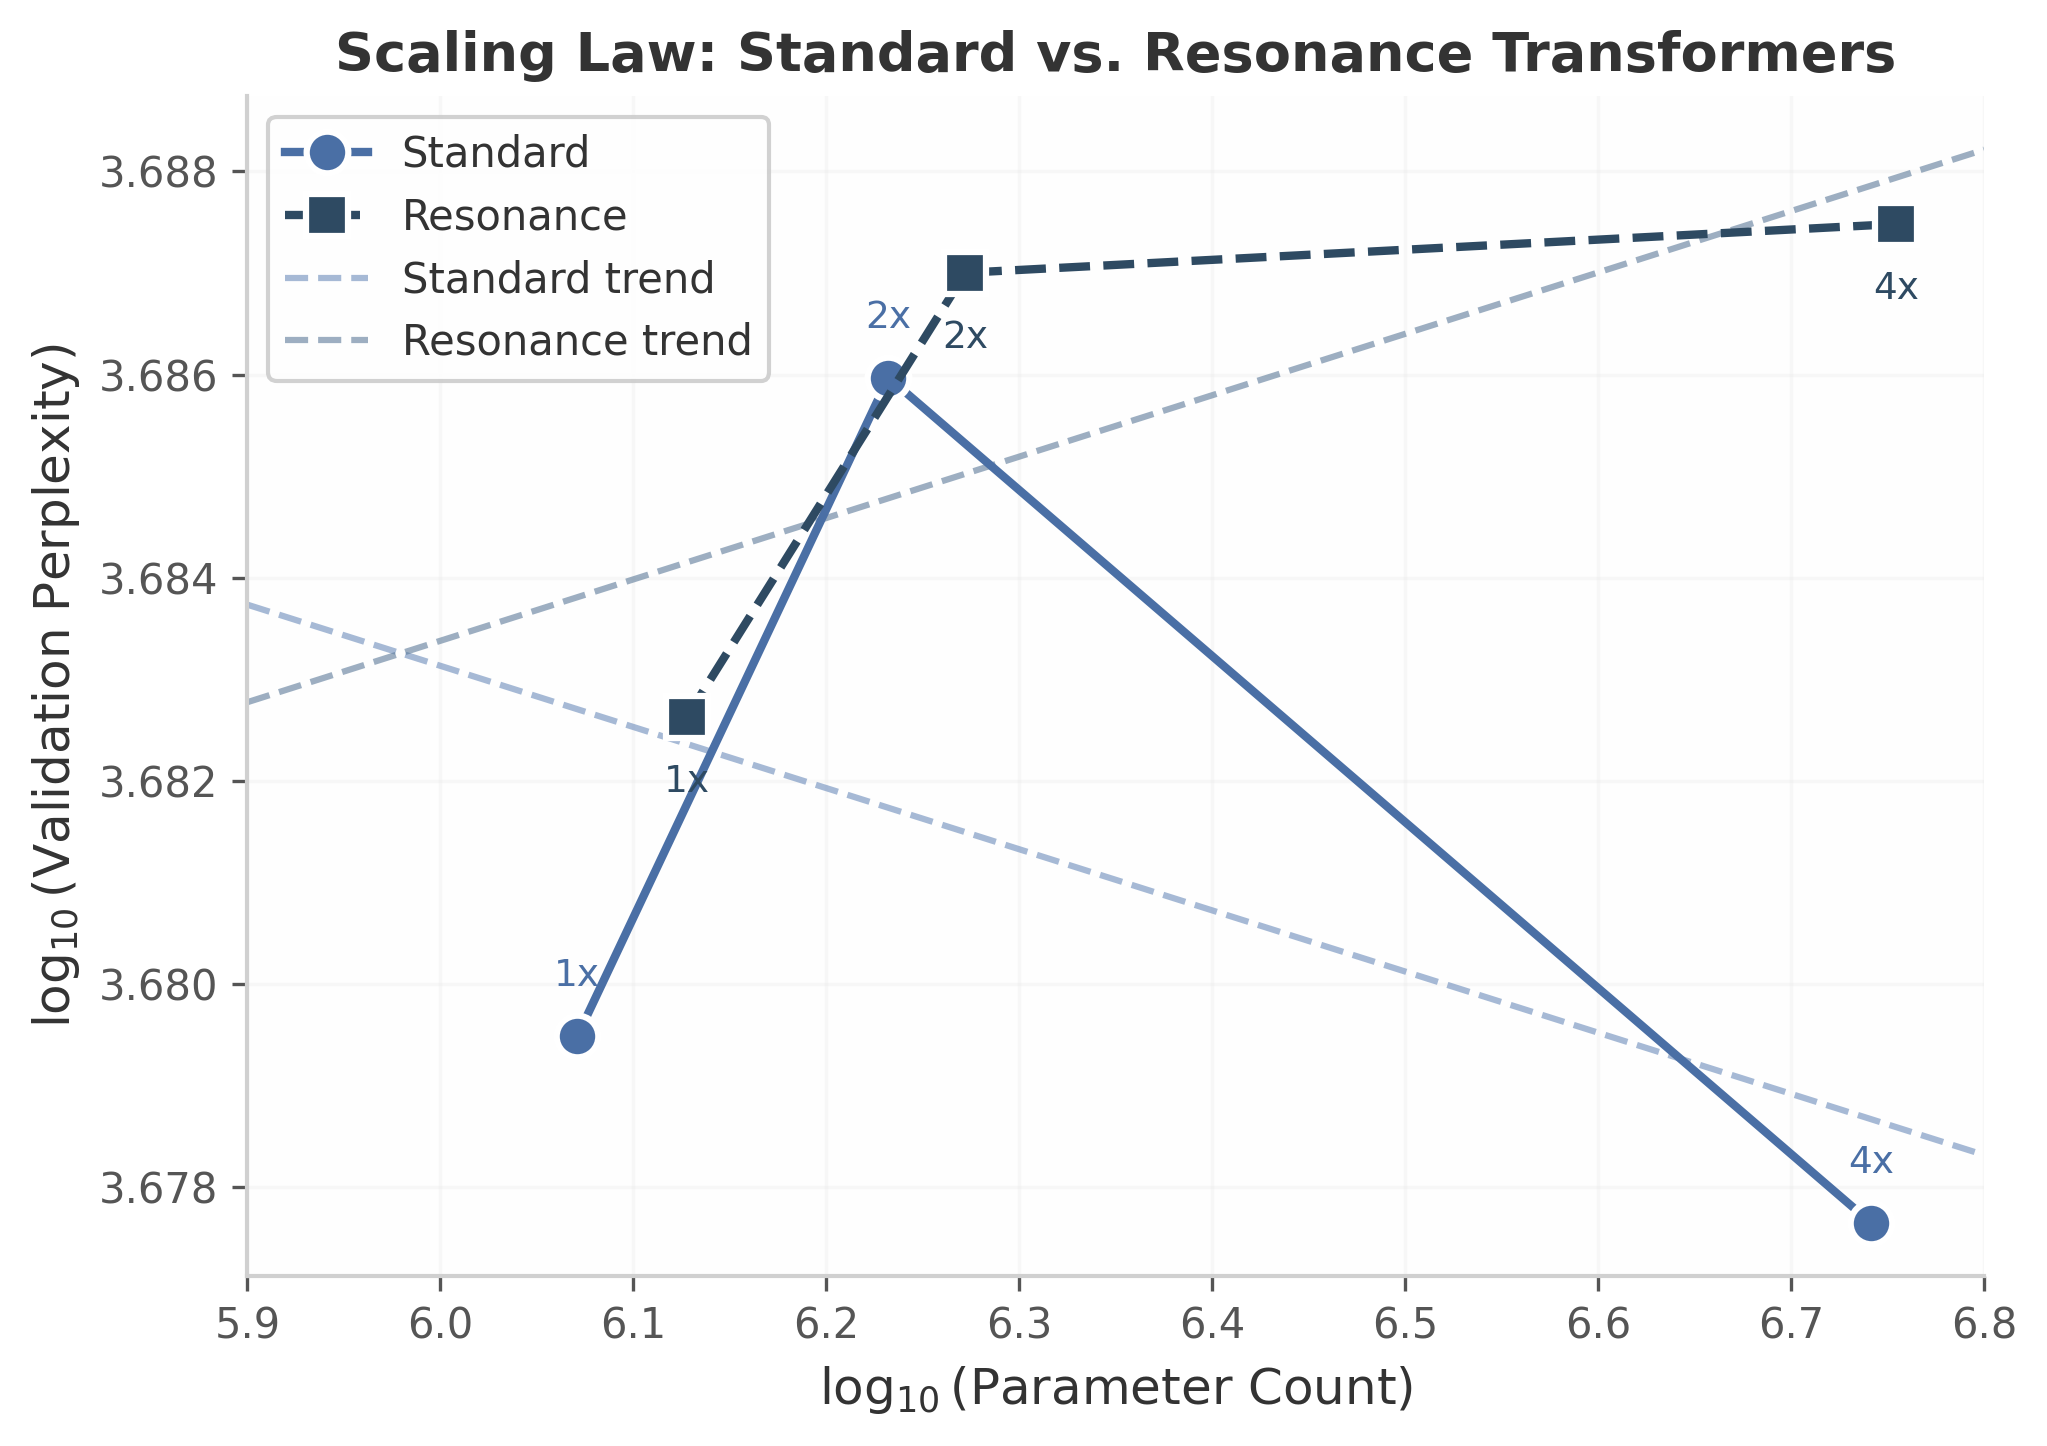 Scaling Law: Standard vs. Resonance Transformers
Standard
Resonance
Standard trend
Resonance trend
log₁₀(Validation Perplexity)
3.688
3.686
3.684
3.682
3.680
3.678
2x
2x
4x
1x
1x
4x
5.9 6.0 6.1 6.2 6.3 6.4 6.5 6.6 6.7 6.8
log₁₀(Parameter Count)